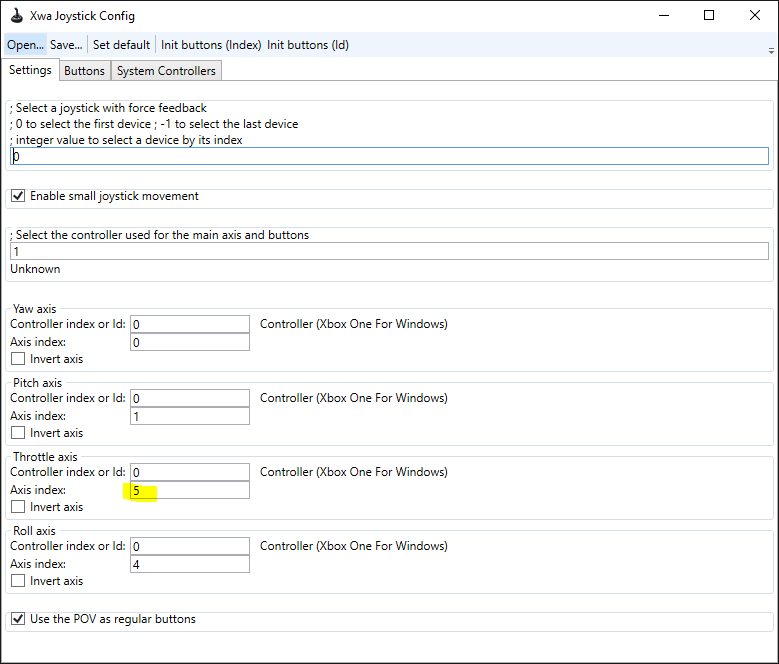 Xwa Joystick Config
Open... Save... Set default Init buttons (Index) Init buttons (Id)
Settings Buttons System Controllers
; Select a joystick with force feedback
; 0 to select the first device ; -1 to select the last device
; integer value to select a device by its index
0
Enable small joystick movement
; Select the controller used for the main axis and buttons
1
Unknown
Yaw axis
Controller index or Id: 0 Controller (Xbox One For Windows)
Axis index: 0
Invert axis
Pitch axis
Controller index or Id: 0 Controller (Xbox One For Windows)
Axis index: 1
Invert axis
Throttle axis
Controller index or Id: 0 Controller (Xbox One For Windows)
Axis index: 5
Invert axis
Roll axis
Controller index or Id: 0 Controller (Xbox One For Windows)
Axis index: 4
Invert axis
Use the POV as regular buttons